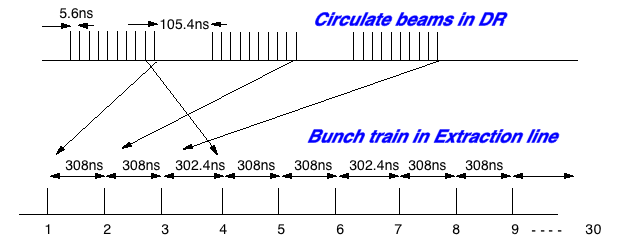 5.6ns
105.4ns
Circulate beams in DR
Bunch train in Extraction line
308ns 308ns 302.4ns 308ns 308ns 302.4ns 308ns 308ns
1 2 3 4 5 6 7 8 9 ---- 30